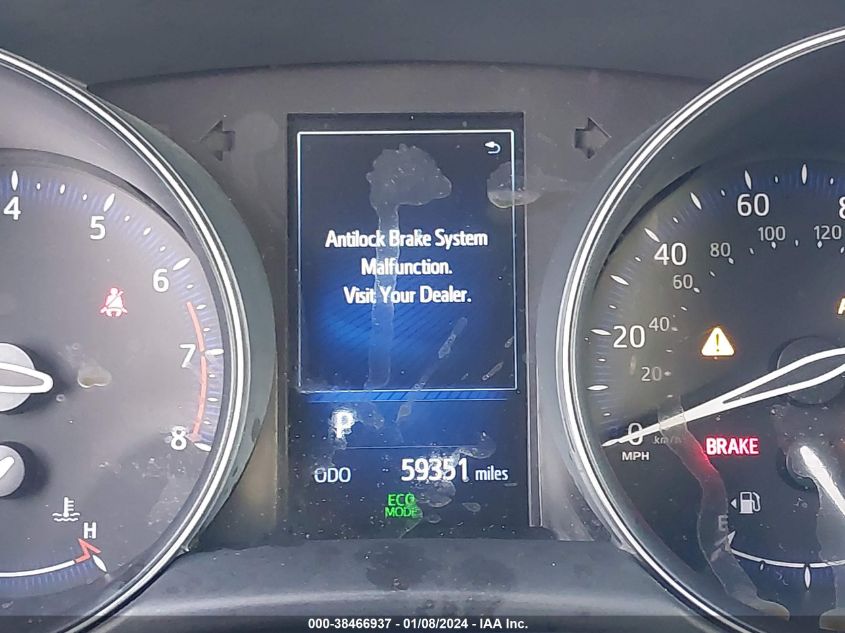 4
5
6
7
8
H
Antilock Brake System
Malfunction.
Visit Your Dealer.
P
ODO 59351 miles
ECO
MODE
0
20
40
60
20
40
60
80
100
120
km/h
MPH
BRAKE
E
000-38466937 - 01/08/2024 - IAA Inc.